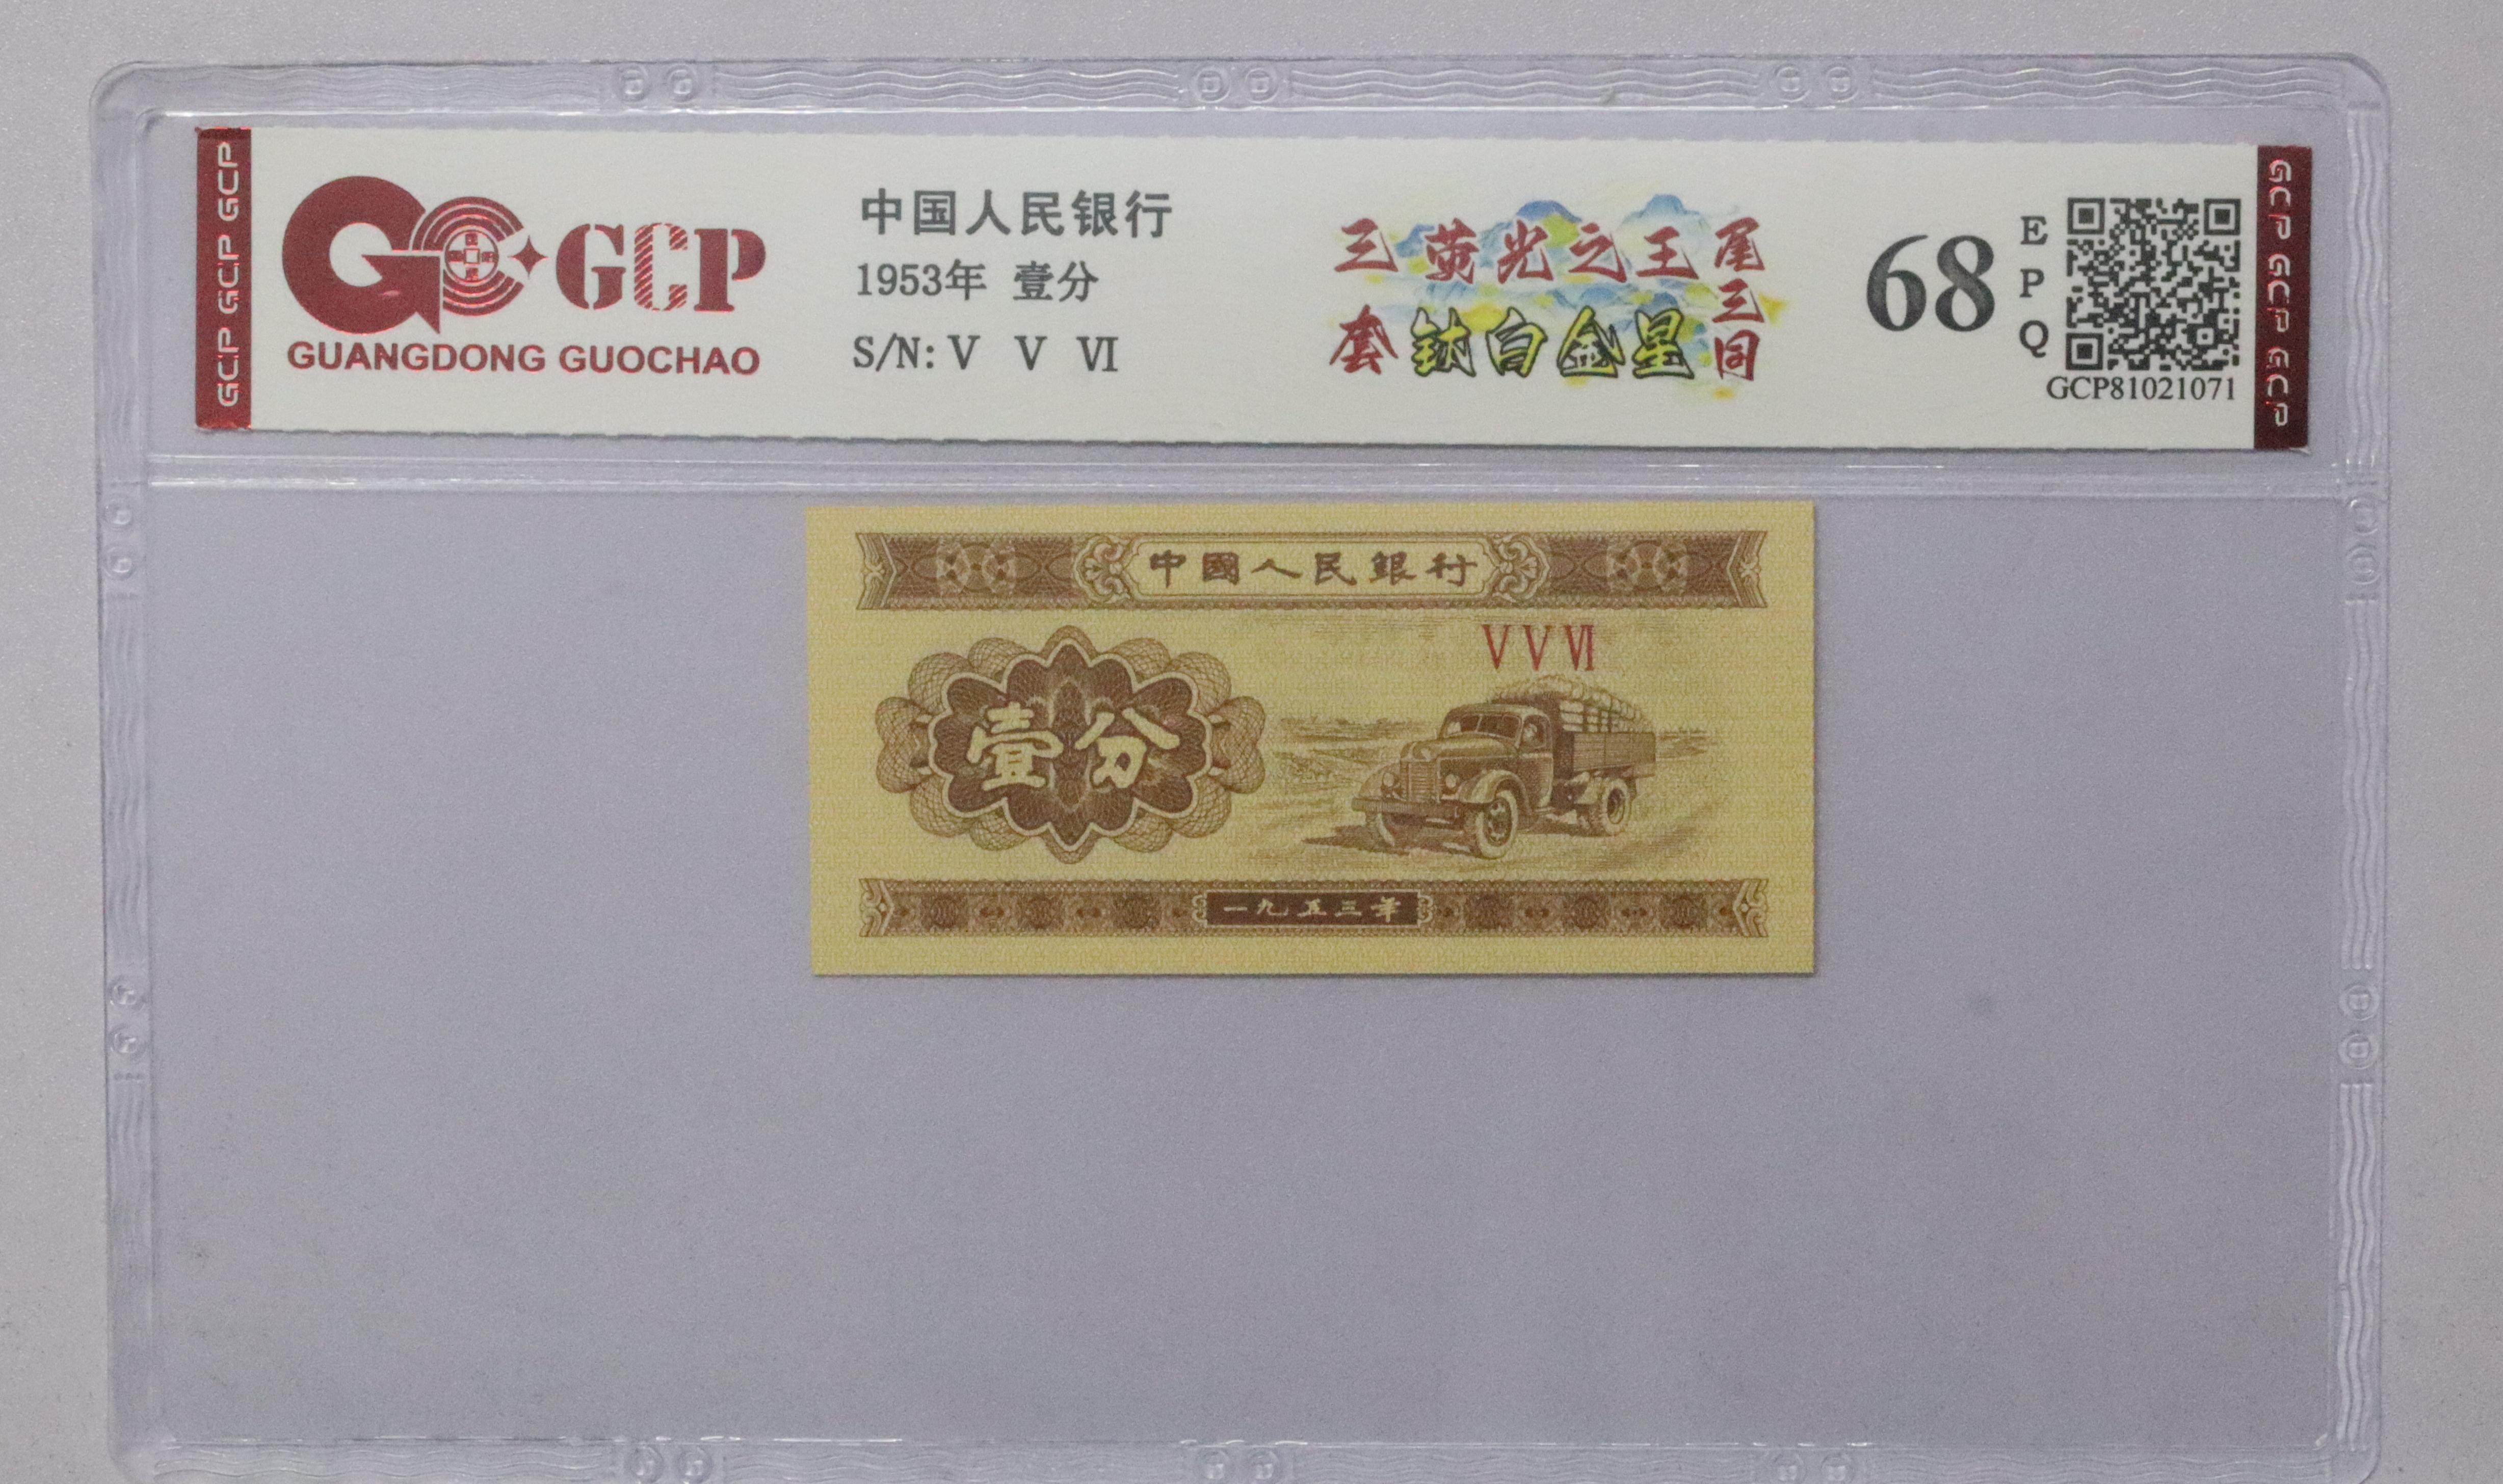 GCP GCP GCP
GCP
GUANGDONG GUOCHAO
中国人民银行
1953年 壹分
S/N: V V VI
三套
荧光之王
钛白金星
尾三同
68
EPQ
GCP81021071
GCP GCP GCP
中國人民銀行
V V VI
壹分
一九五三年